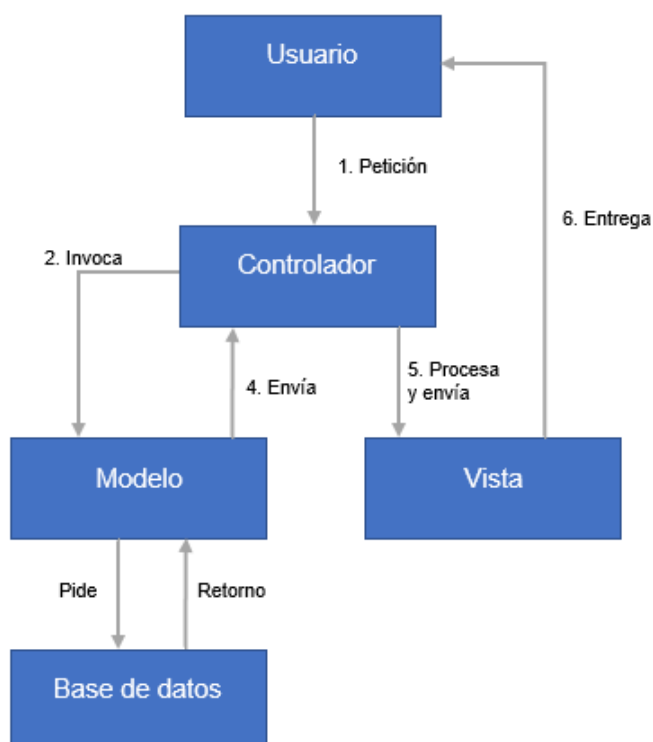 Usuario
1. Petición
6. Entrega
2. Invoca
Controlador
4. Envía
5. Procesa
y envía
Modelo
Vista
Pide
Retorno
Base de datos